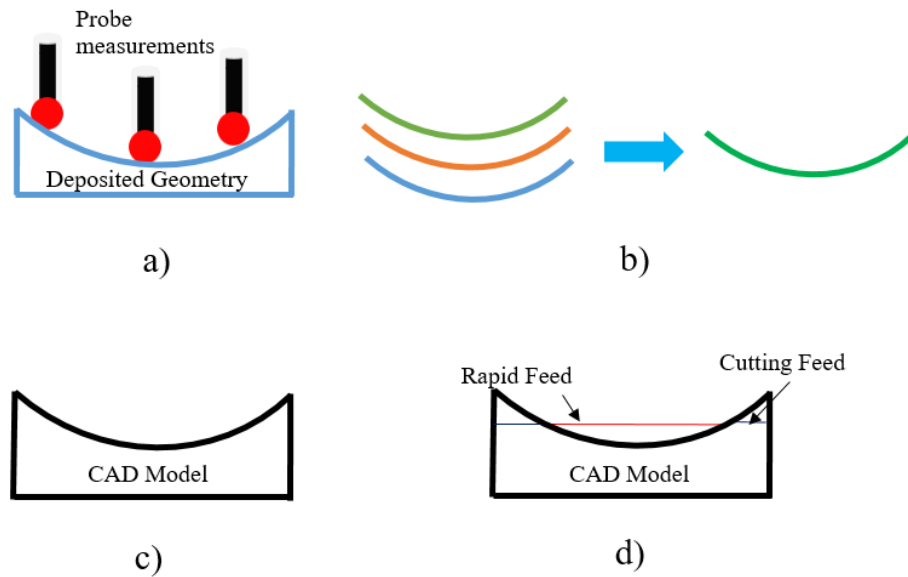 Probe
measurements
Deposited Geometry
a)
b)
Rapid Feed
Cutting Feed
CAD Model
CAD Model
c)
d)